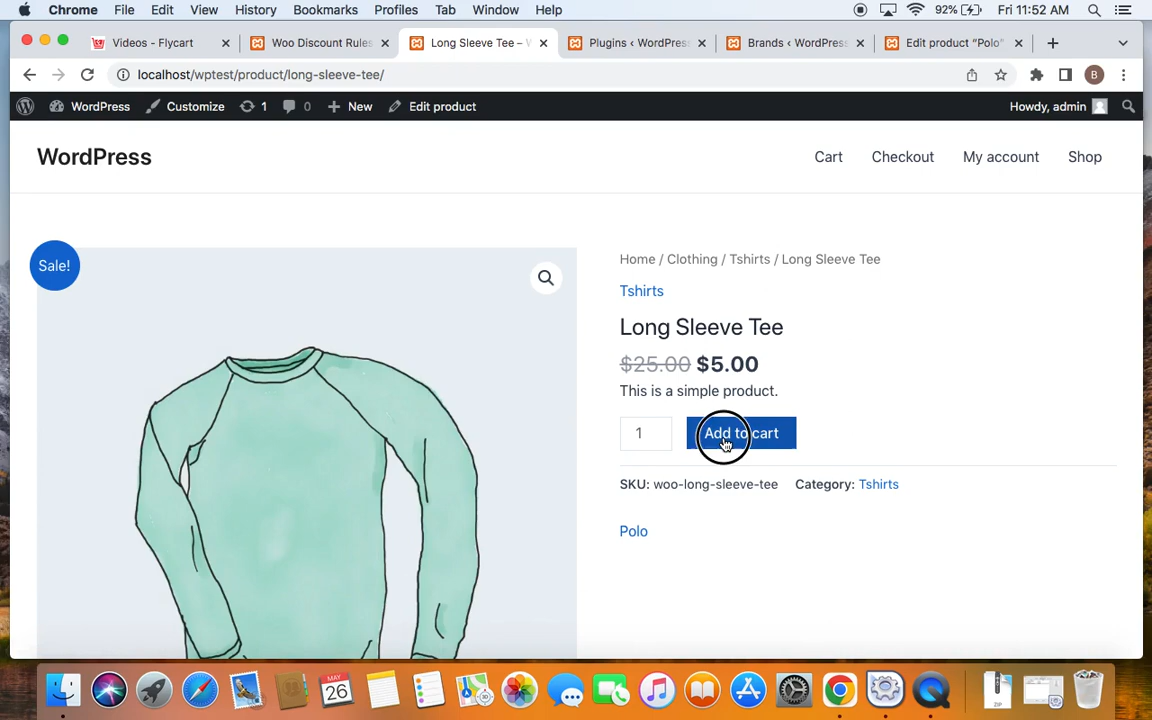 Chrome File Edit View History Bookmarks Profiles Tab Window Help 92% Fri 11:52 AM
Videos - Flycart Woo Discount Rules Long Sleeve Tee – Plugins ‹ WordPress Brands ‹ WordPress Edit product "Polo"
localhost/wptest/product/long-sleeve-tee/ B
WordPress Customize 1 0 New Edit product Howdy, admin
WordPress Cart Checkout My account Shop
Sale!
Home / Clothing / Tshirts / Long Sleeve Tee
Tshirts
Long Sleeve Tee
$25.00 $5.00
This is a simple product.
1 Add to cart
SKU: woo-long-sleeve-tee Category: Tshirts
Polo
MAY
26
ZIP